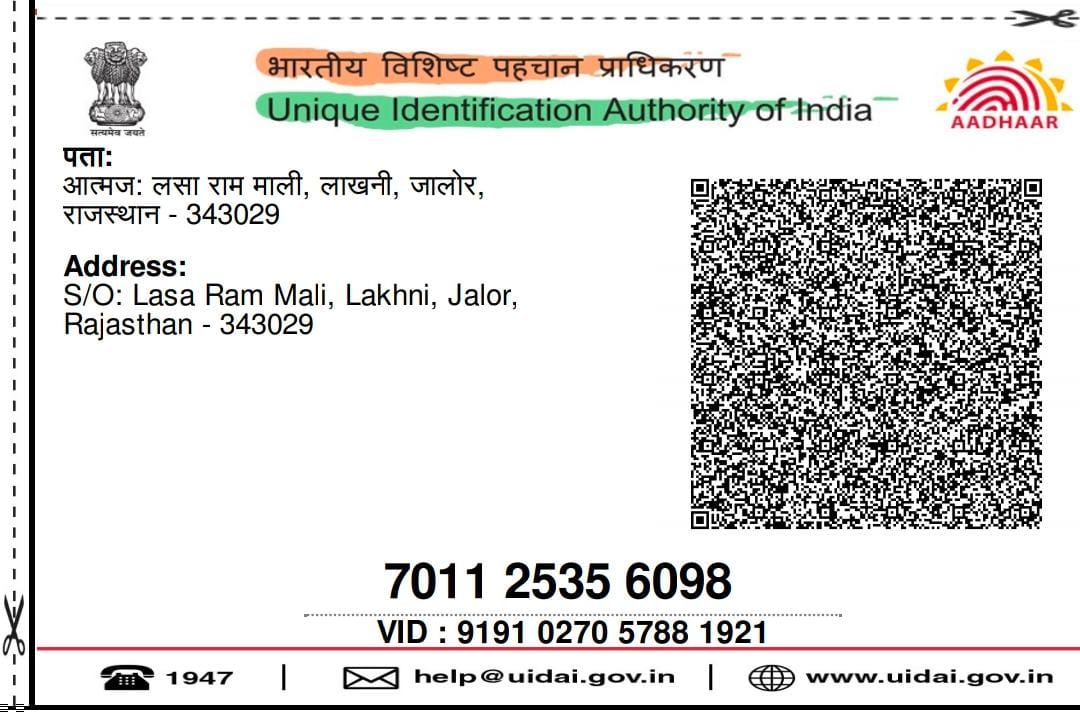 भारतीय विशिष्ट पहचान प्राधिकरण
Unique Identification Authority of India
सत्यमेव जयते
AADHAAR
पता:
आत्मज: लसा राम माली, लाखनी, जालोर,
राजस्थान - 343029
Address:
S/O: Lasa Ram Mali, Lakhni, Jalor,
Rajasthan - 343029
7011 2535 6098
VID : 9191 0270 5788 1921
1947 | help@uidai.gov.in | www.uidai.gov.in